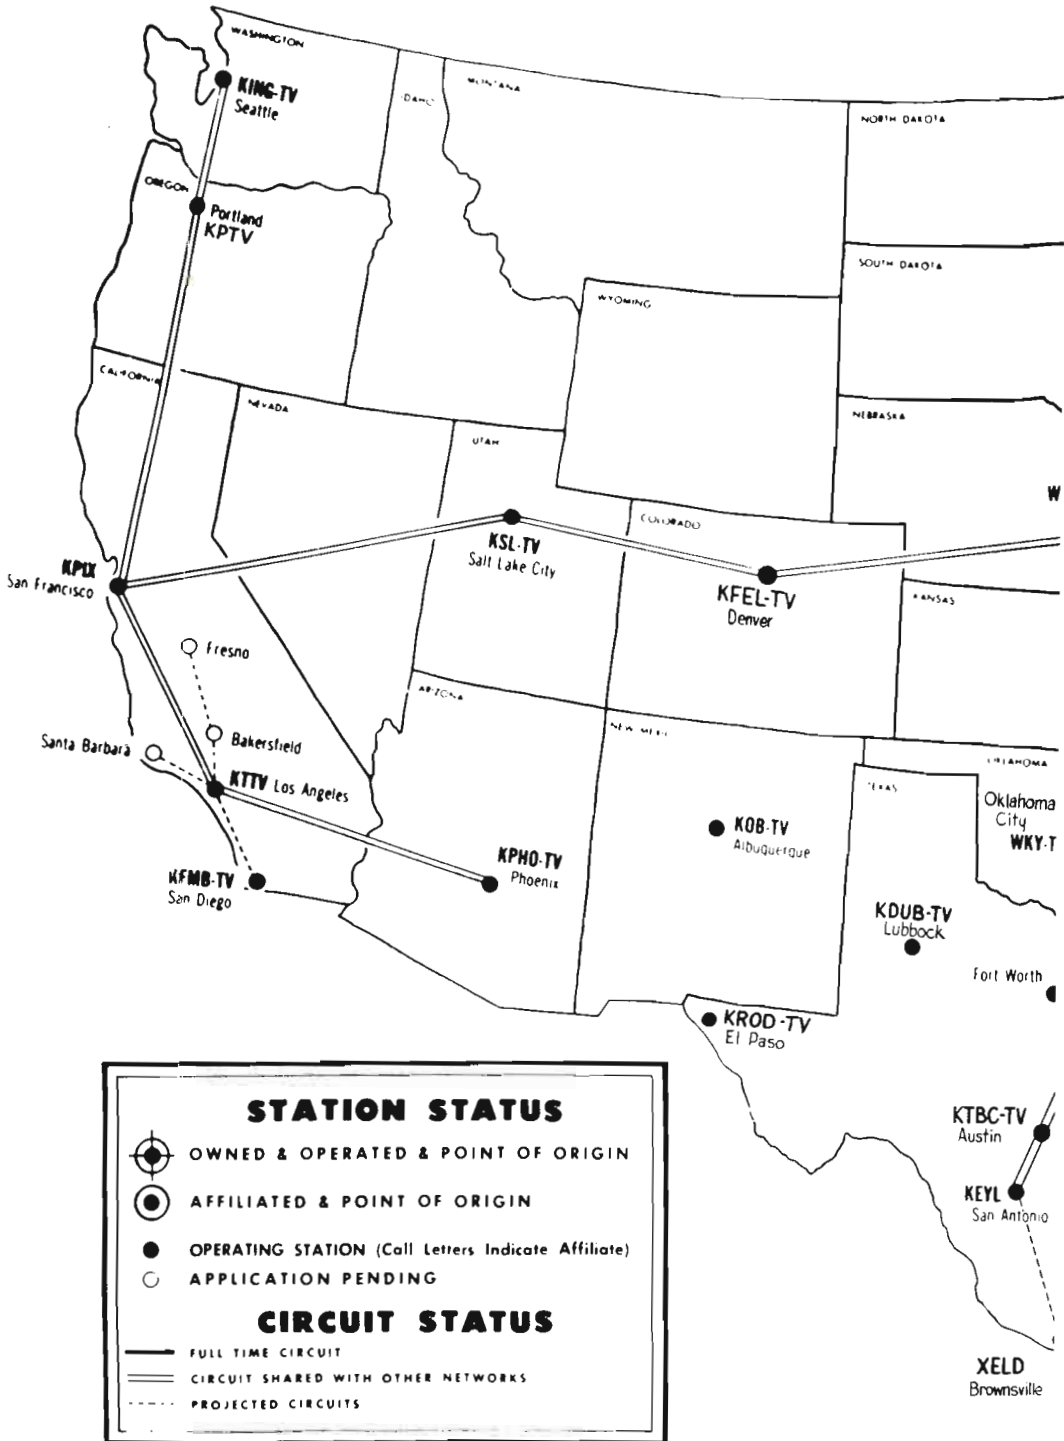 WASHINGTON
KING-TV
Seattle
IDAHO
MONTANA
NORTH DAKOTA
OREGON
Portland
KPTV
SOUTH DAKOTA
WYOMING
CALIFORNIA
NEVADA
UTAH
NEBRASKA
W
COLORADO
KSL-TV
Salt Lake City
KPIX
San Francisco
KFEL-TV
Denver
KANSAS
Fresno
ARIZONA
NEW MEXI
Santa Barbara
Bakersfield
KTTV Los Angeles
OKLAHOMA
TEXAS
Oklahoma
City
WKY-T
KOB-TV
Albuquerque
KPHO-TV
Phoenix
KFMB-TV
San Diego
KDUB-TV
Lubbock
Fort Worth
KROD-TV
El Paso
KTBC-TV
Austin
KEYL
San Antonio
XELD
Brownsville
STATION STATUS
OWNED & OPERATED & POINT OF ORIGIN
AFFILIATED & POINT OF ORIGIN
OPERATING STATION (Call Letters Indicate Affiliate)
APPLICATION PENDING
CIRCUIT STATUS
FULL TIME CIRCUIT
CIRCUIT SHARED WITH OTHER NETWORKS
PROJECTED CIRCUITS